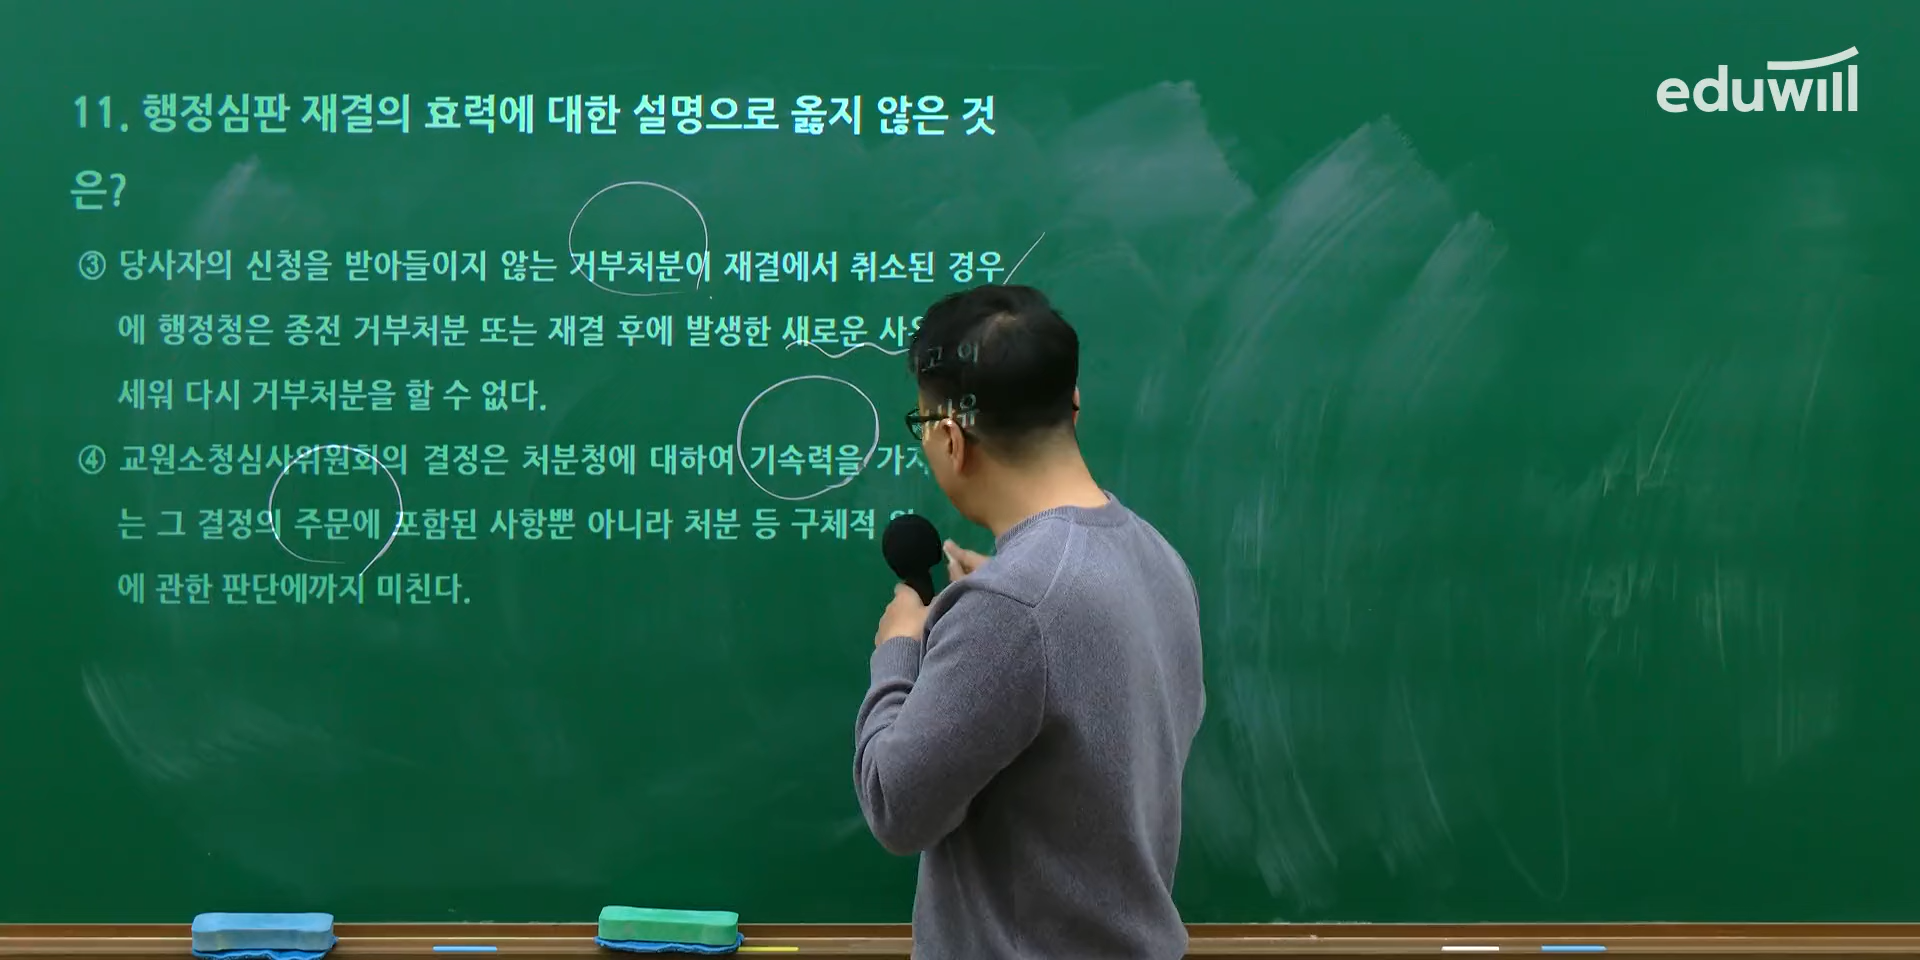 eduwill
11. 행정심판 재결의 효력에 대한 설명으로 옳지 않은 것
은?
③ 당사자의 신청을 받아들이지 않는 거부처분이 재결에서 취소된 경우
에 행정청은 종전 거부처분 또는 재결 후에 발생한 새로운
세워 다시 거부처분을 할 수 없다.
④ 교원소청심사위원회의 결정은 처분청에 대하여 기속력을
는 그 결정의 주문에 포함된 사항뿐 아니라 처분 등 구체적
에 관한 판단에까지 미친다.